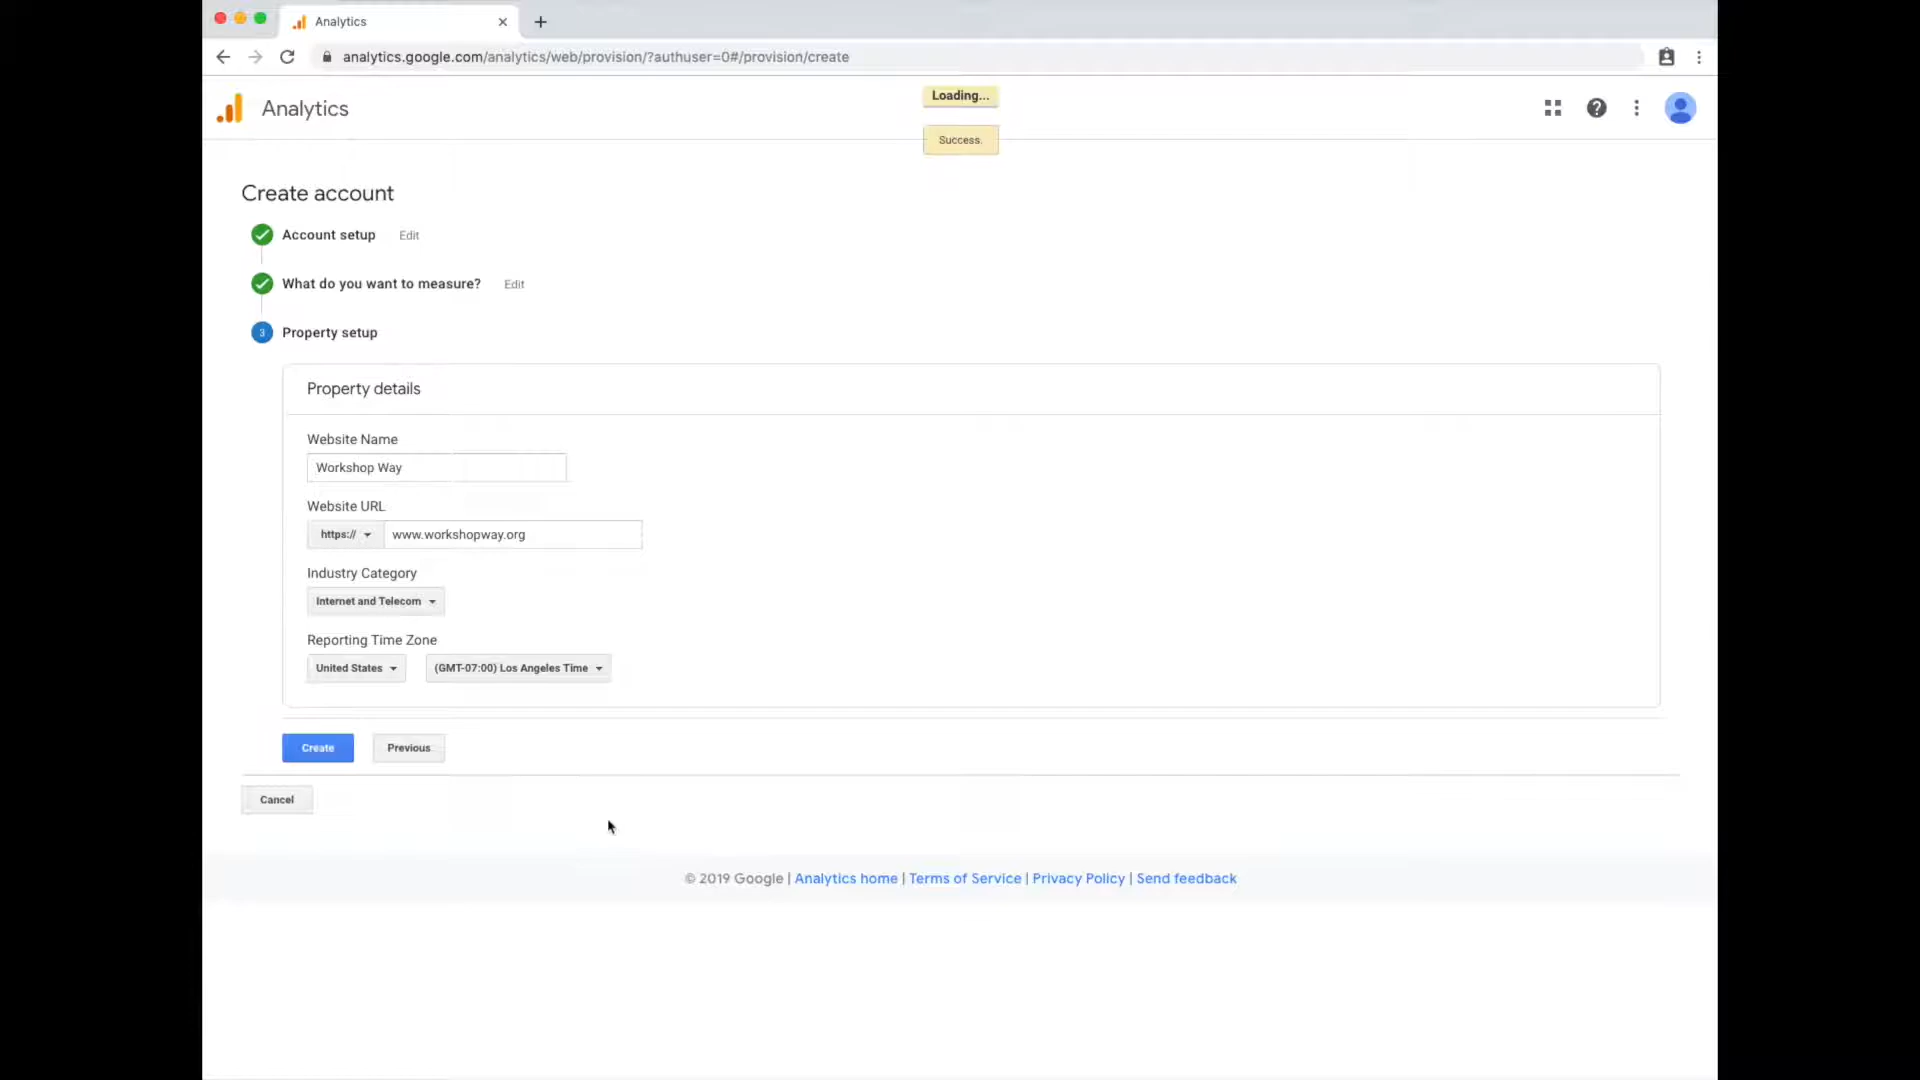 Analytics
analytics.google.com/analytics/web/provision/?authuser=0#/provision/create
Analytics
Loading...
Success.
Create account
Account setup Edit
What do you want to measure? Edit
3 Property setup
Property details
Website Name
Workshop Way
Website URL
https:// www.workshopway.org
Industry Category
Internet and Telecom
Reporting Time Zone
United States (GMT-07:00) Los Angeles Time
Create Previous
Cancel
© 2019 Google | Analytics home | Terms of Service | Privacy Policy | Send feedback